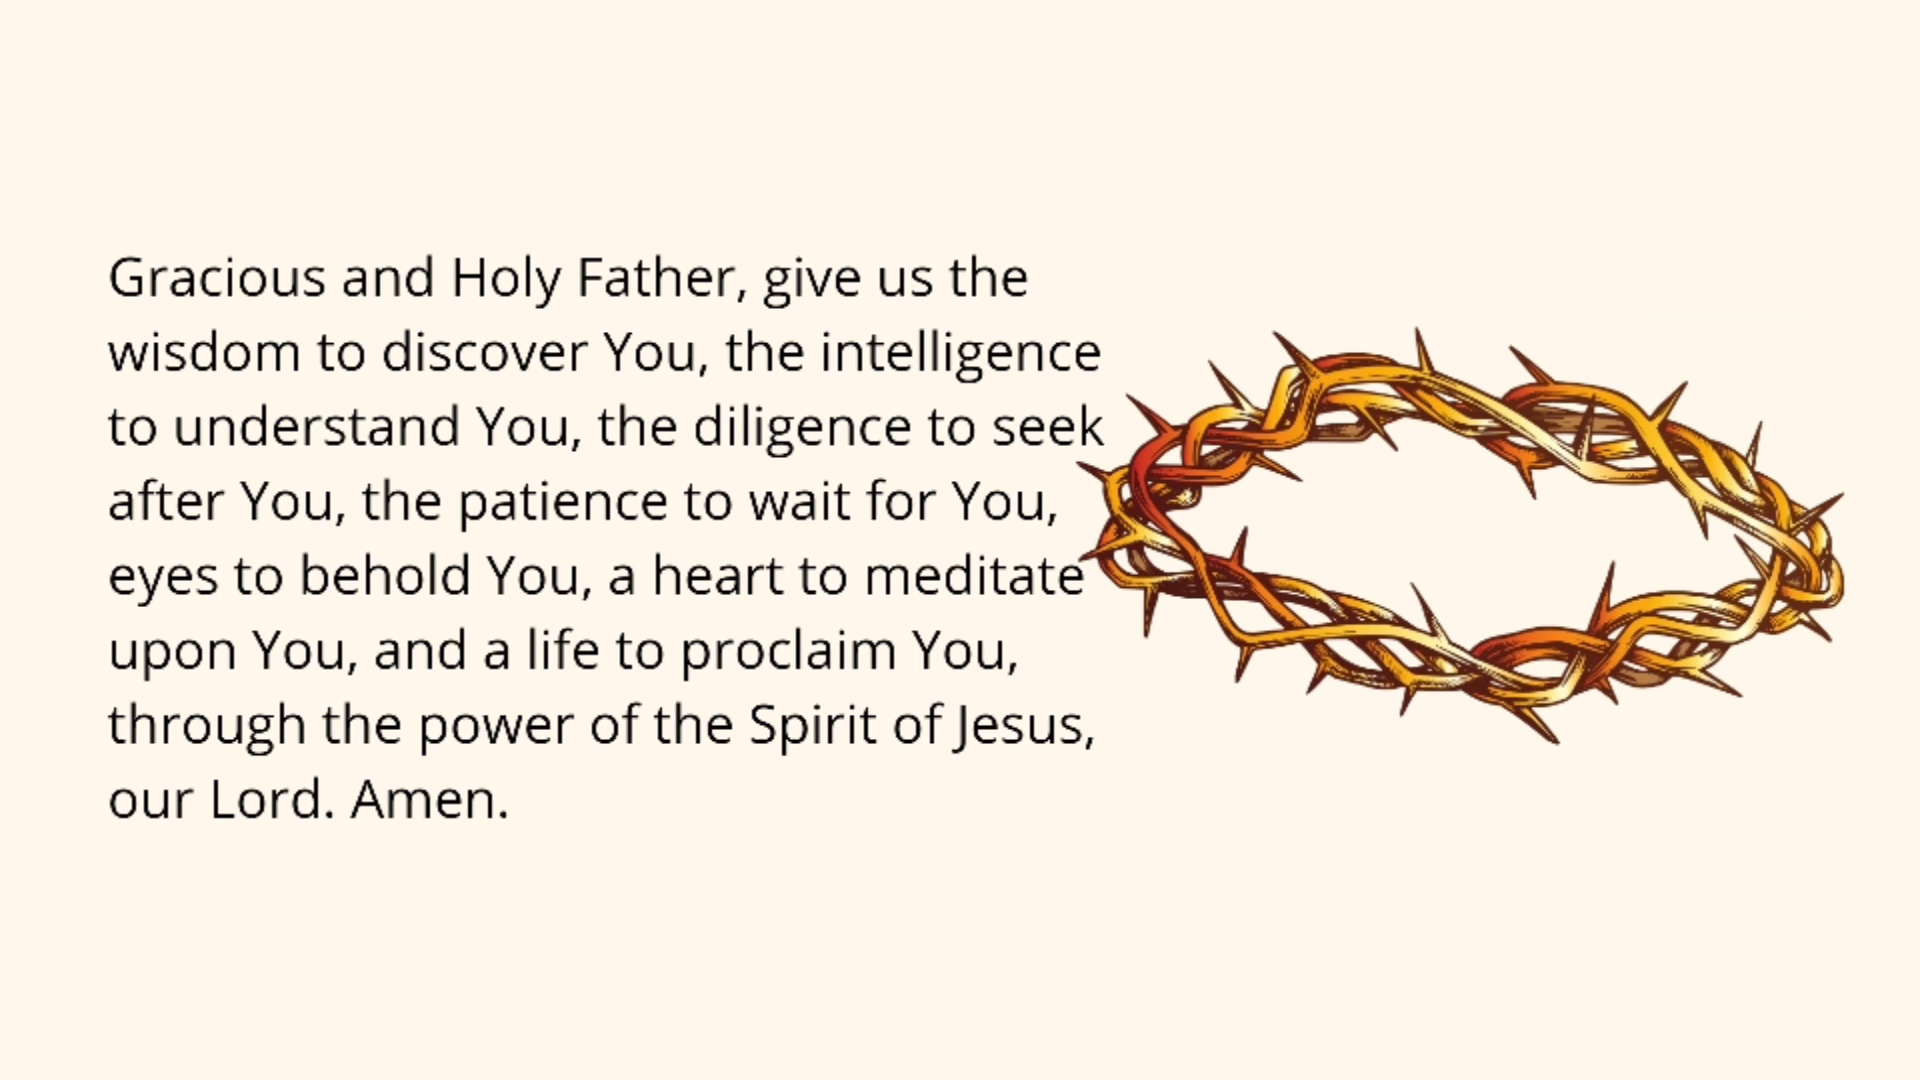 Gracious and Holy Father, give us the
wisdom to discover You, the intelligence
to understand You, the diligence to seek
after You, the patience to wait for You,
eyes to behold You, a heart to meditate
upon You, and a life to proclaim You,
through the power of the Spirit of Jesus,
our Lord. Amen.